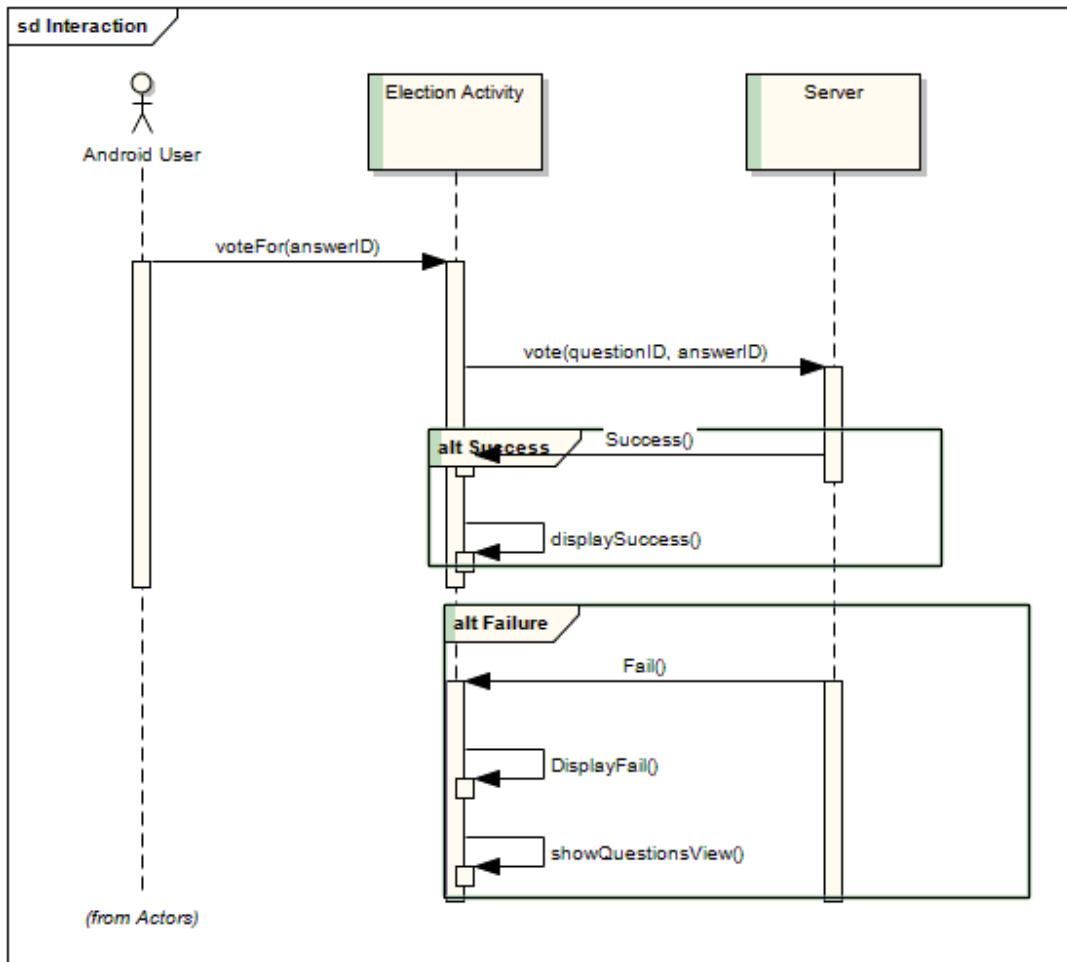 sd Interaction
Android User
Election Activity
Server
voteFor(answerID)
vote(questionID, answerID)
alt Success
Success()
displaySuccess()
alt Failure
Fail()
DisplayFail()
showQuestionsView()
(from Actors)